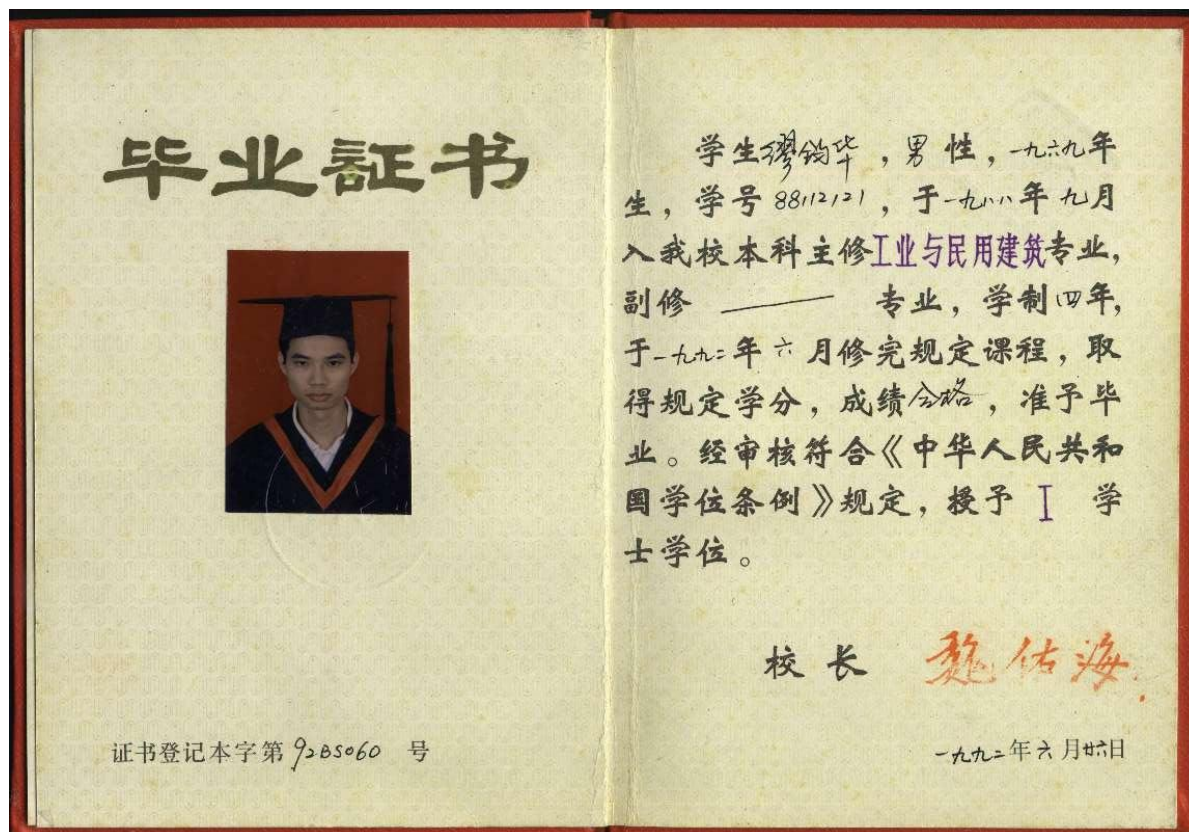 毕业証书
证书登记本字第92BS060号
学生缪钧华，男性，一九六九年
生，学号8812121，于一九八八年九月
入我校本科主修工业与民用建筑专业，
副修——专业，学制四年，
于一九九二年六月修完规定课程，取
得规定学分，成绩合格，准予毕
业。经审核符合《中华人民共和
国学位条例》规定，授予工学
士学位。
校长 魏佑海
一九九二年六月廿六日